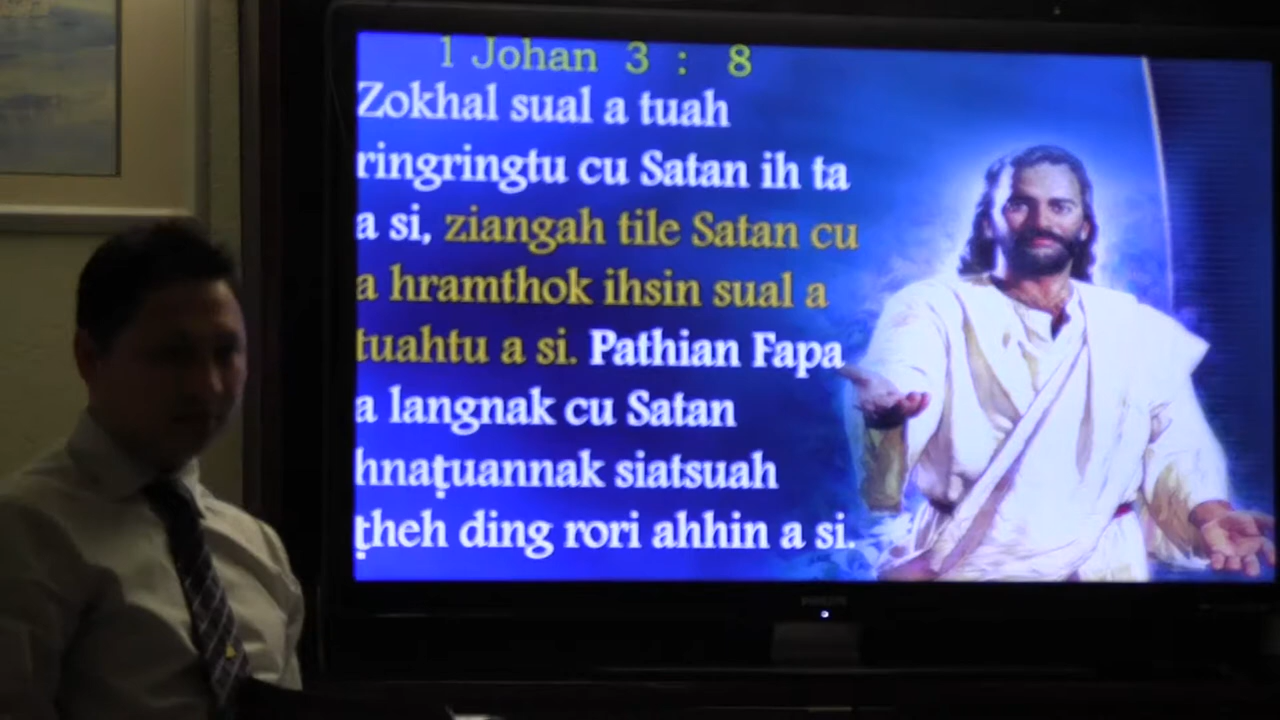 1 Johan 3 : 8
Zokhal sual a tuah
ringringtu cu Satan ih ta
a si, ziangah tile Satan cu
a hramthok ihsin sual a
tuahtu a si. Pathian Fapa
a langnak cu Satan
hnaṭuannak siatsuah
ṭheh ding rori ahhin a si.
PHILIPS